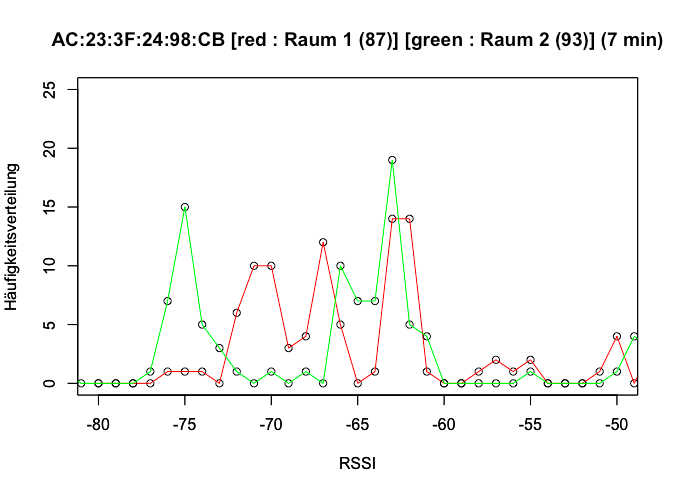 AC:23:3F:24:98:CB [red : Raum 1 (87)] [green : Raum 2 (93)] (7 min)
Häufigkeitsverteilung
25
20
15
10
5
0
-80 -75 -70 -65 -60 -55 -50
RSSI